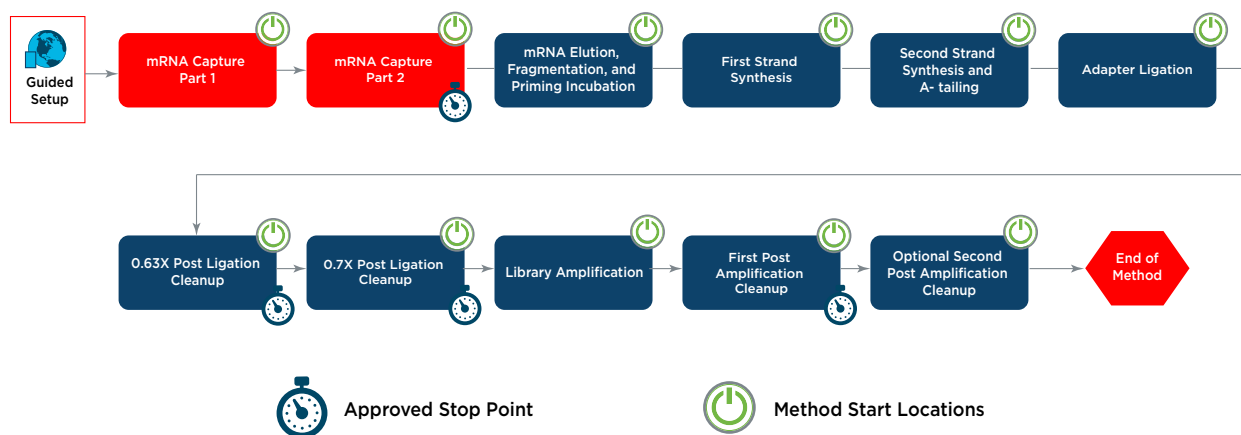 Guided
Setup
mRNA Capture
Part 1
mRNA Capture
Part 2
mRNA Elution,
Fragmentation, and
Priming Incubation
First Strand
Synthesis
Second Strand
Synthesis and
A- tailing
Adapter Ligation
0.63X Post Ligation
Cleanup
0.7X Post Ligation
Cleanup
Library Amplification
First Post
Amplification
Cleanup
Optional Second
Post Amplification
Cleanup
End of
Method
Approved Stop Point
Method Start Locations